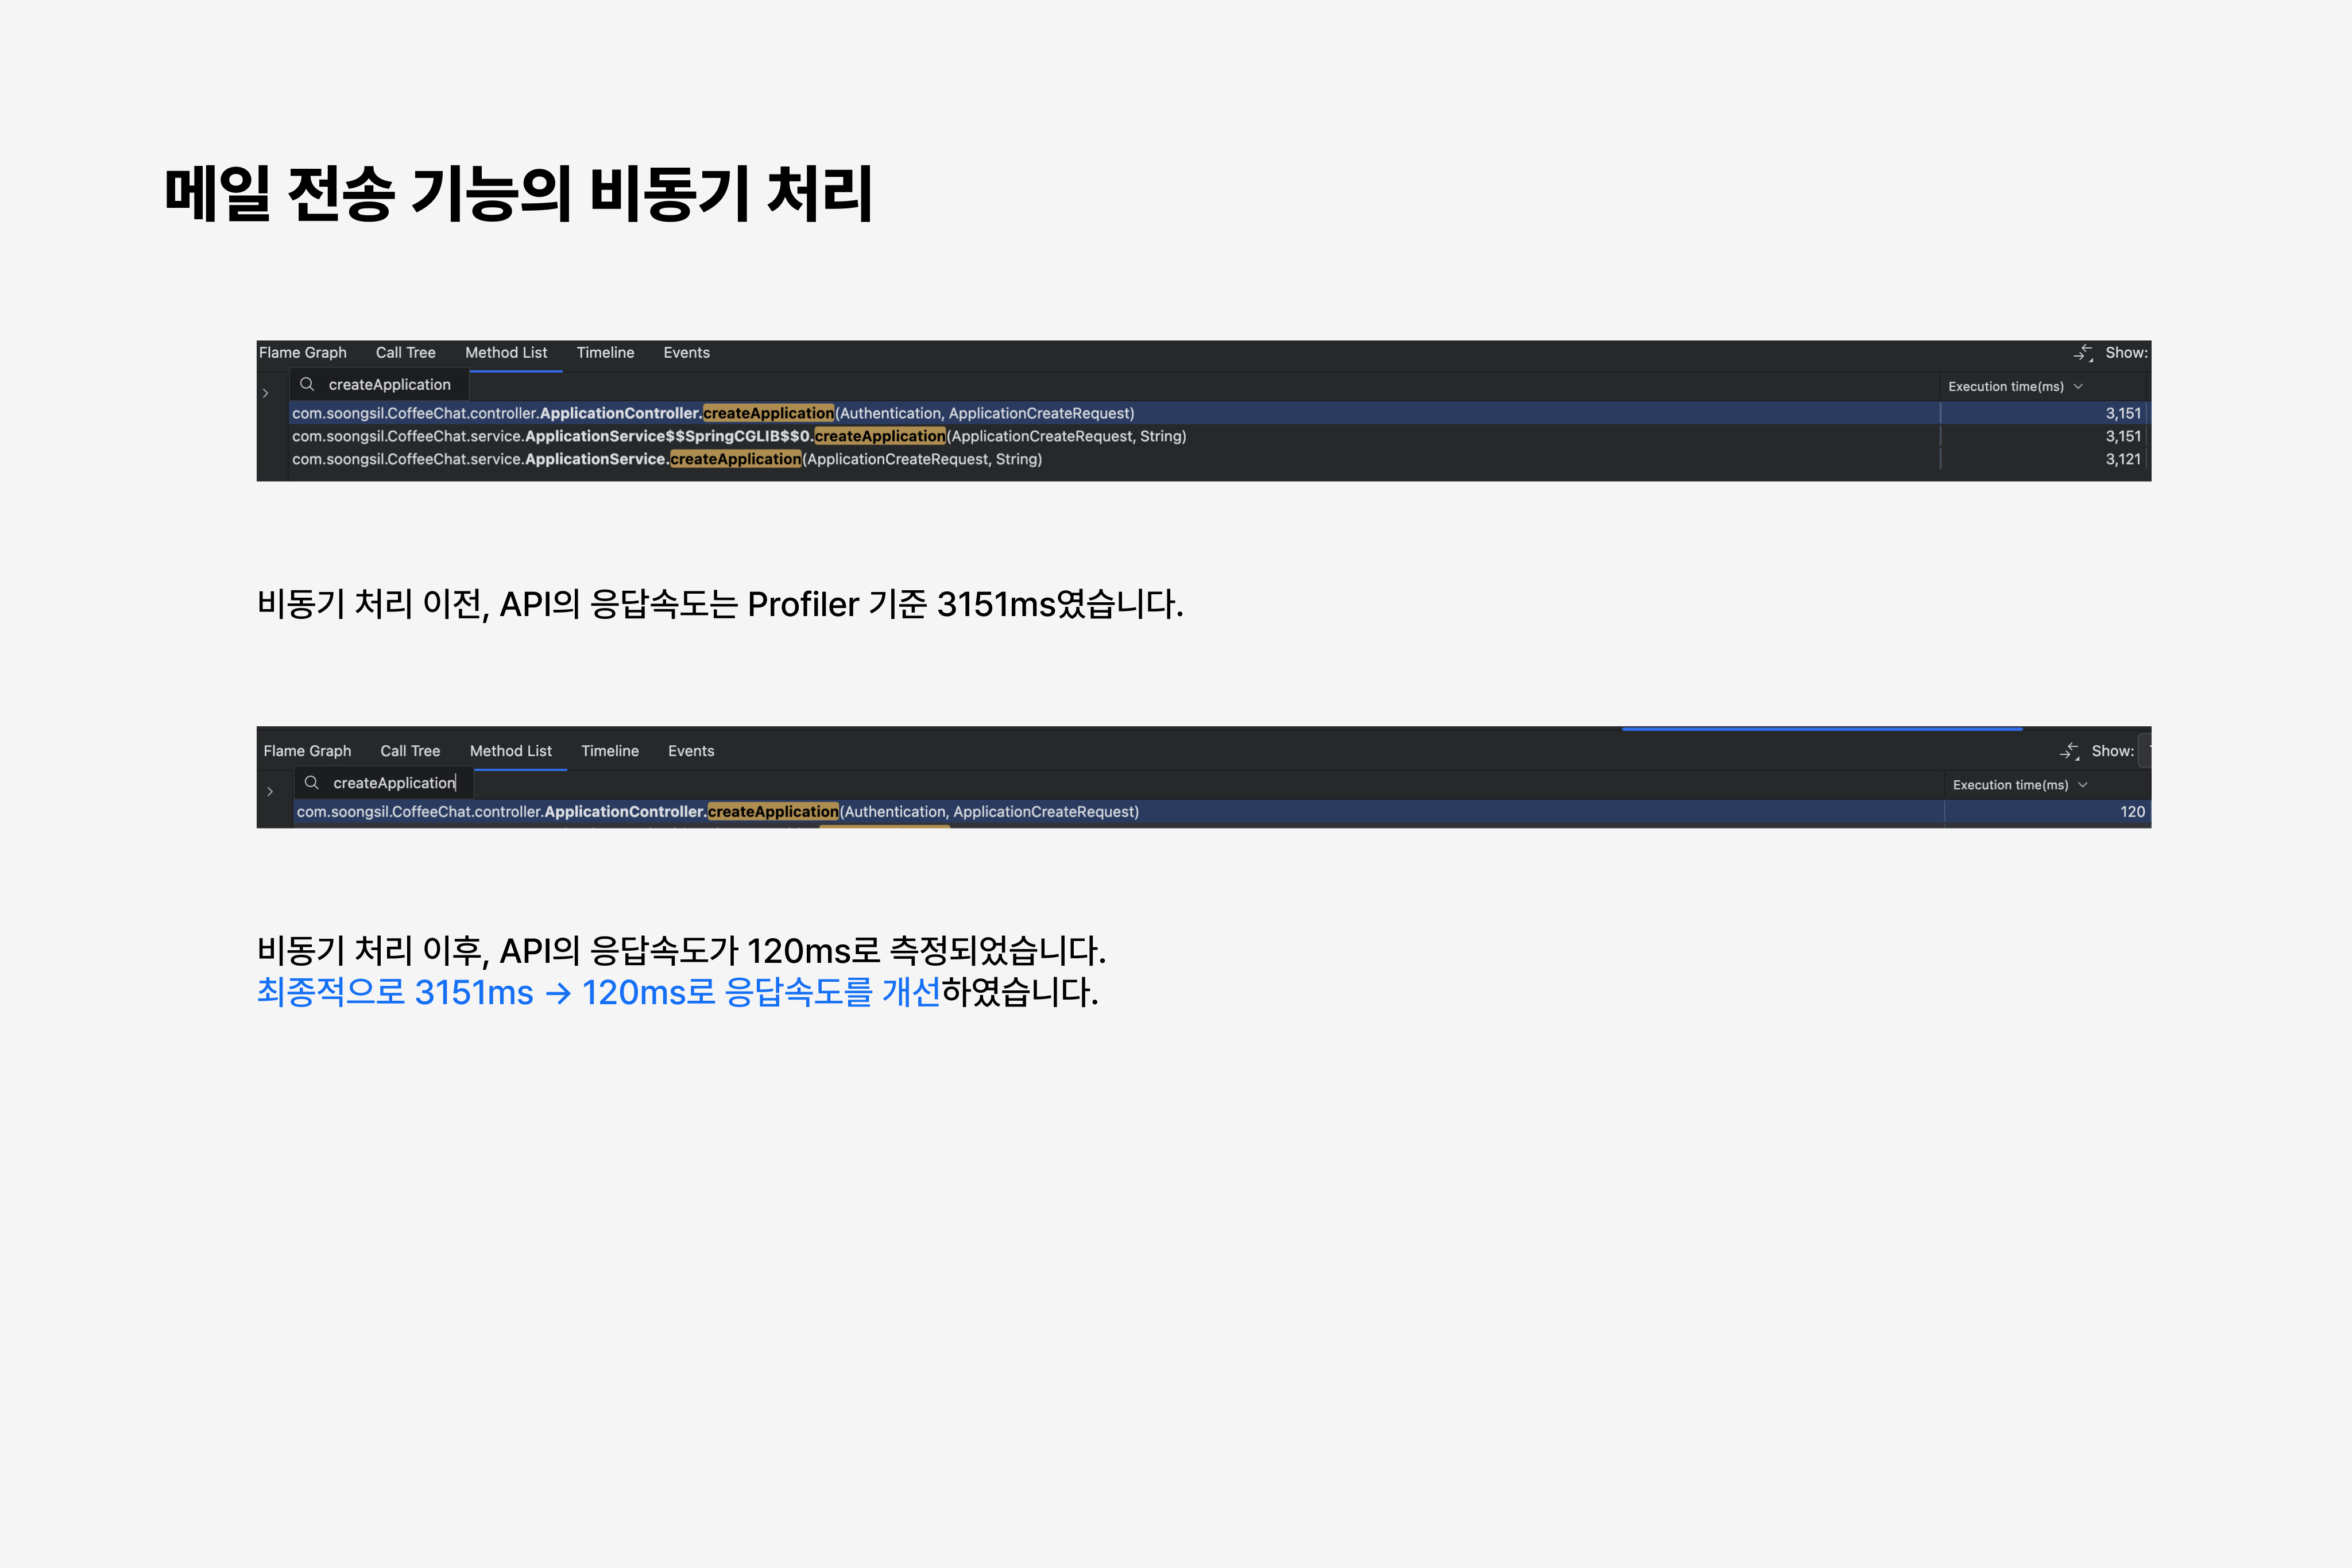 메일 전송 기능의 비동기 처리
Flame Graph Call Tree Method List Timeline Events Show:
createApplication Execution time(ms)
com.soongsil.CoffeeChat.controller.ApplicationController.createApplication(Authentication, ApplicationCreateRequest) 3,151
com.soongsil.CoffeeChat.service.ApplicationService$$SpringCGLIB$$0.createApplication(ApplicationCreateRequest, String) 3,151
com.soongsil.CoffeeChat.service.ApplicationService.createApplication(ApplicationCreateRequest, String) 3,121
비동기 처리 이전, API의 응답속도는 Profiler 기준 3151ms였습니다.
Flame Graph Call Tree Method List Timeline Events Show:
createApplication Execution time(ms)
com.soongsil.CoffeeChat.controller.ApplicationController.createApplication(Authentication, ApplicationCreateRequest) 120
비동기 처리 이후, API의 응답속도가 120ms로 측정되었습니다.
최종적으로 3151ms → 120ms로 응답속도를 개선하였습니다.